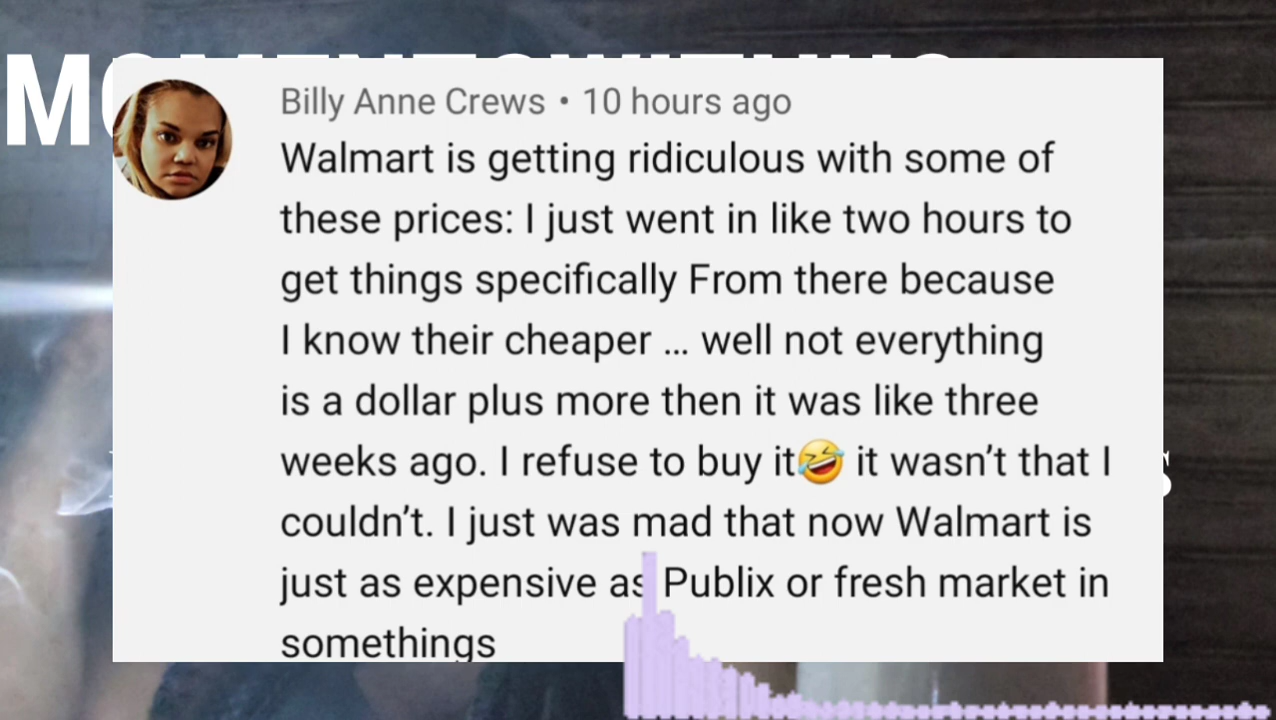 Billy Anne Crews • 10 hours ago
Walmart is getting ridiculous with some of
these prices: I just went in like two hours to
get things specifically From there because
I know their cheaper ... well not everything
is a dollar plus more then it was like three
weeks ago. I refuse to buy it🤣 it wasn’t that I
couldn’t. I just was mad that now Walmart is
just as expensive as Publix or fresh market in
somethings